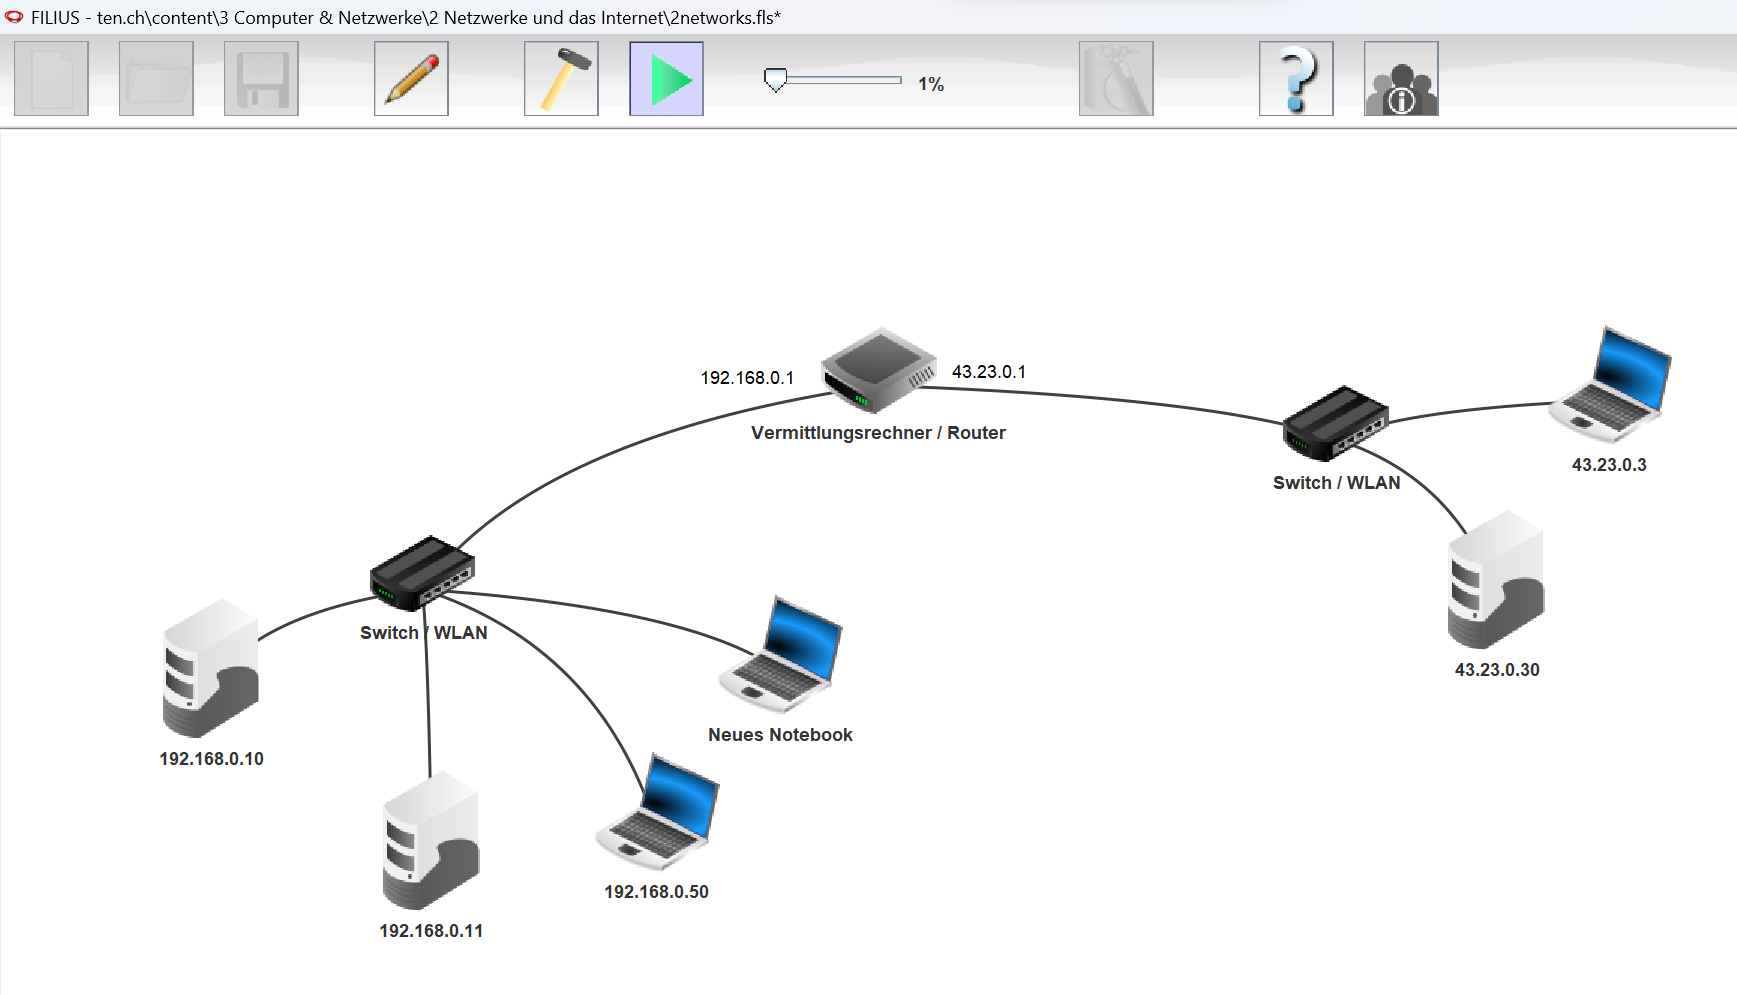 FILIUS - ten.ch\content\3 Computer & Netzwerke\2 Netzwerke und das Internet\2networks.fls*
1%
192.168.0.1
43.23.0.1
Vermittlungsrechner / Router
43.23.0.3
Switch / WLAN
Switch / WLAN
43.23.0.30
Neues Notebook
192.168.0.10
192.168.0.50
192.168.0.11